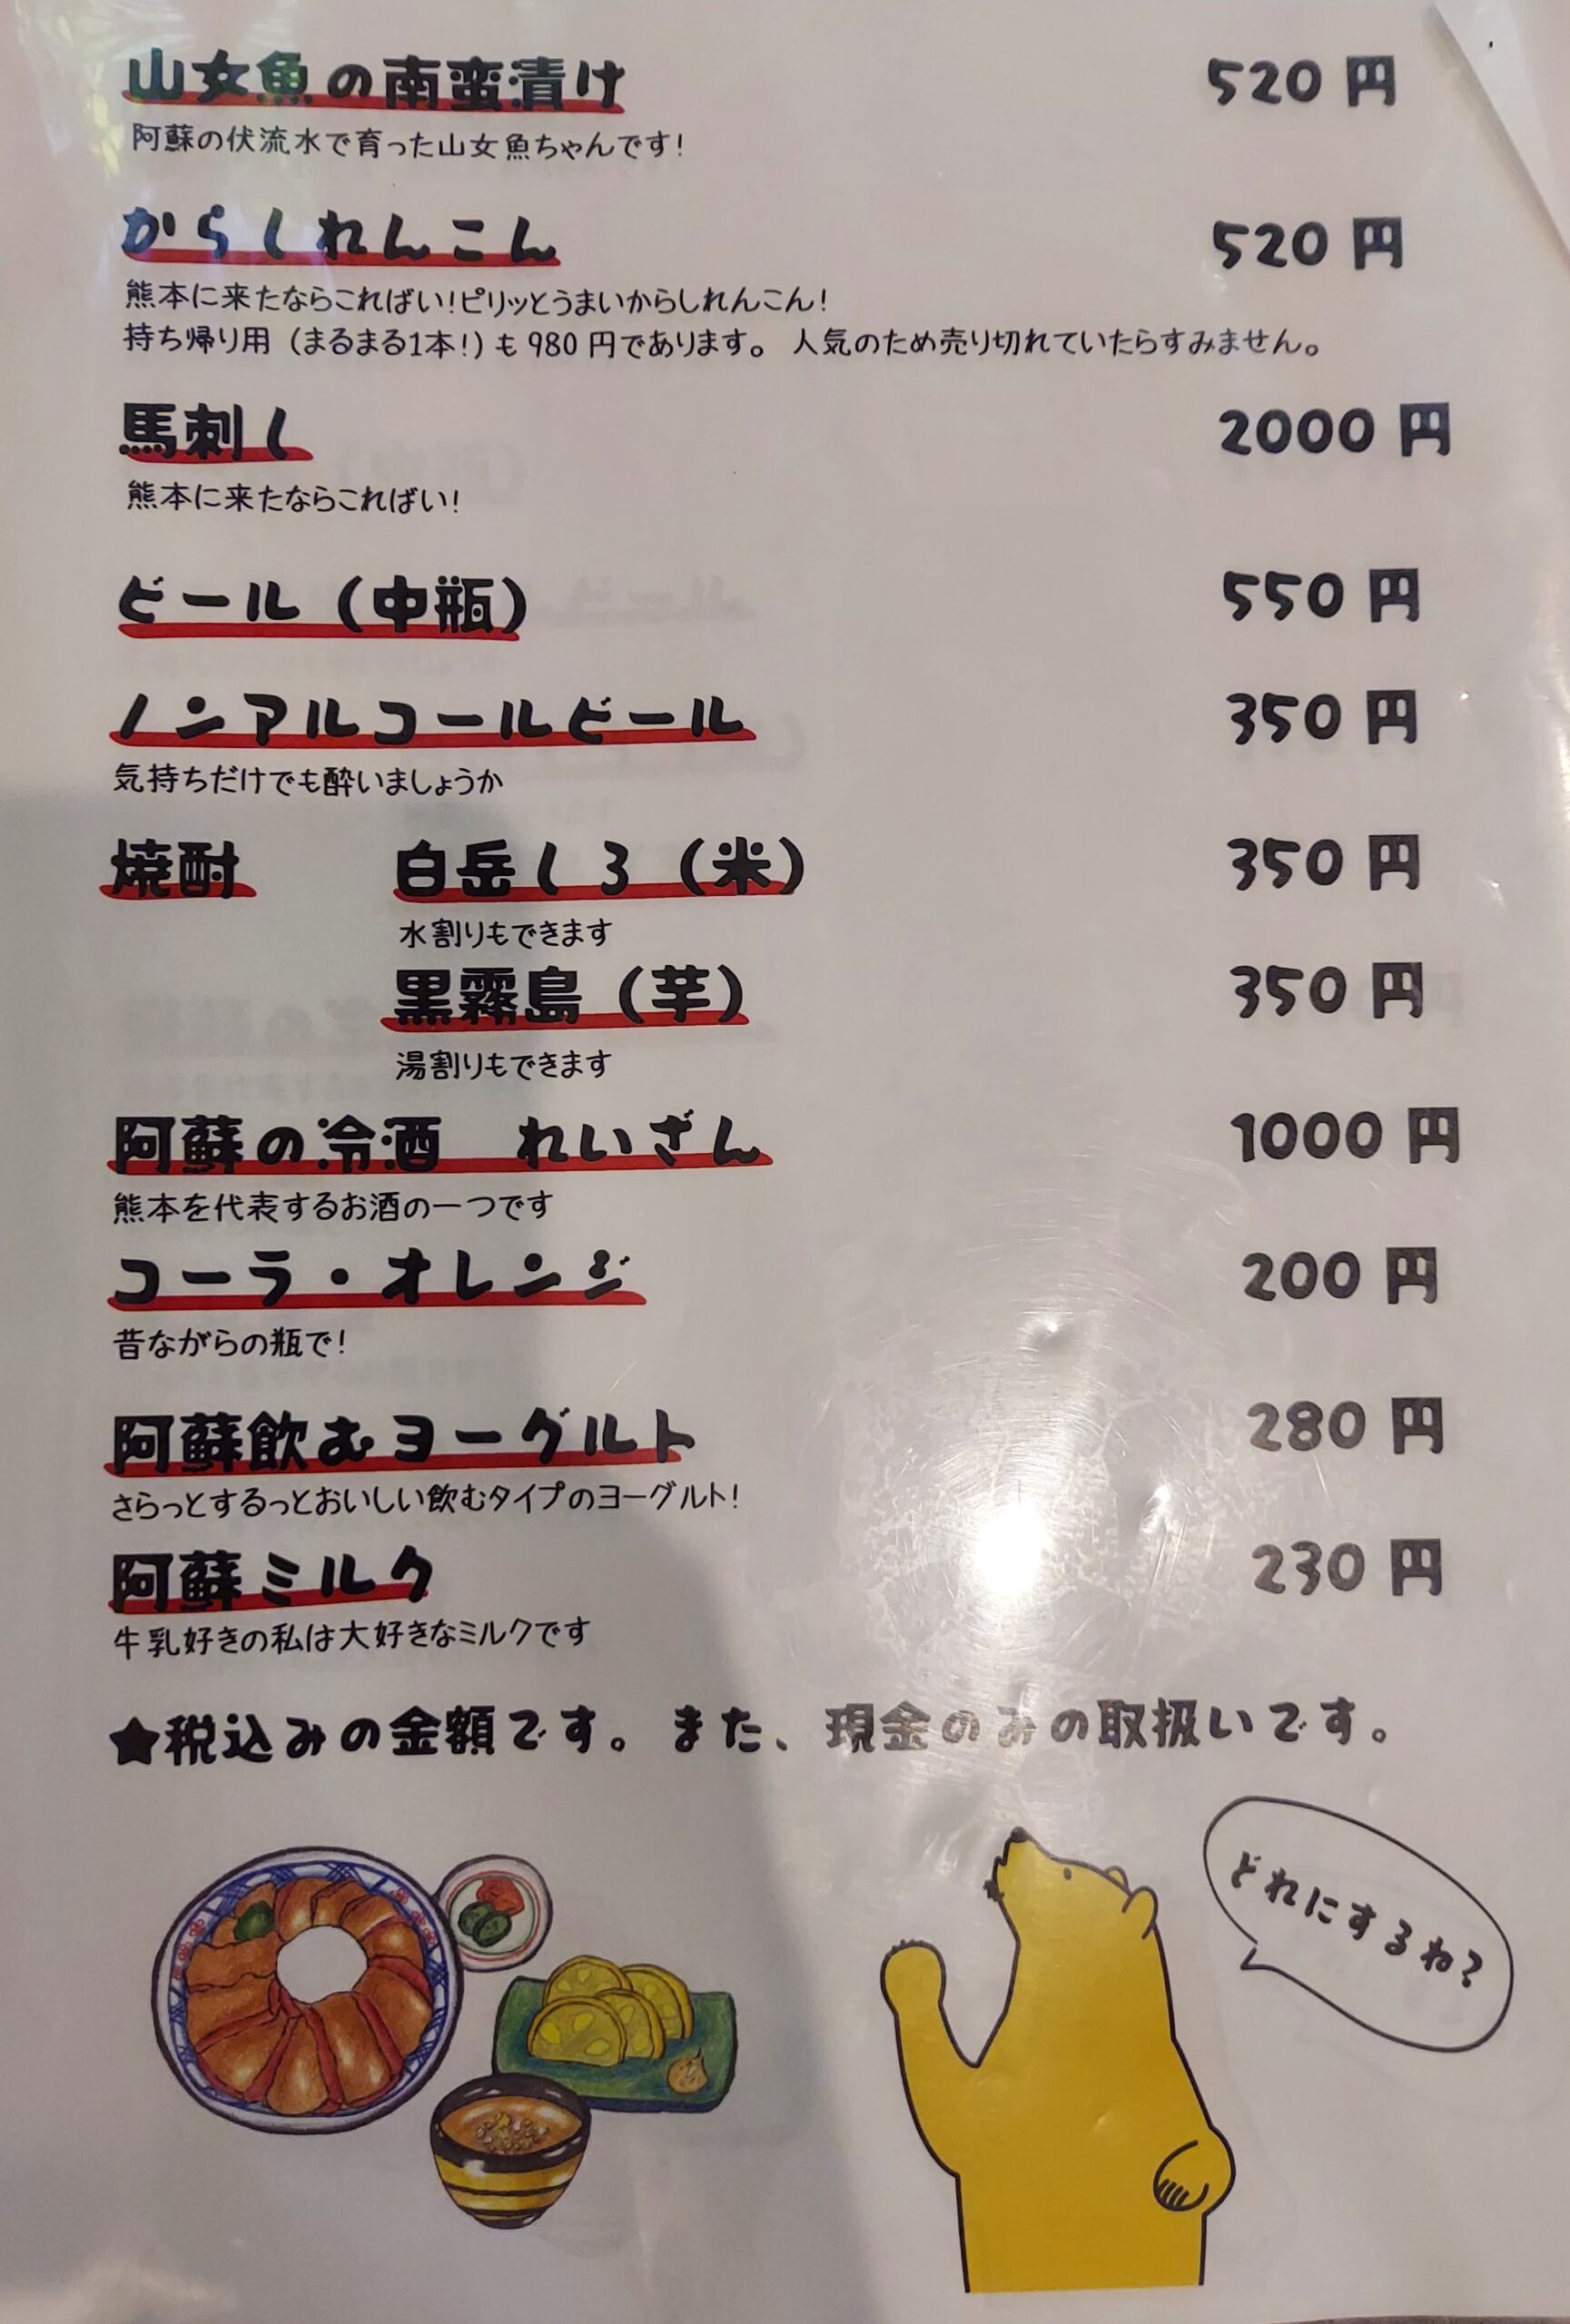 山女魚の南蛮漬け 520円
阿蘇の伏流水で育った山女魚ちゃんです！
からしれんこん 520円
熊本に来たならこればい！ピリッとうまいからしれんこん！
持ち帰り用（まるまる1本！）も980円であります。 人気のため売り切れていたらすみません。
馬刺し 2000円
熊本に来たならこればい！
ビール（中瓶） 550円
ノンアルコールビール 350円
気持ちだけでも酔いましょうか
焼酎 白岳しろ（米） 350円
水割りもできます
黒霧島（芋） 350円
湯割りもできます
阿蘇の冷酒 れいざん 1000円
熊本を代表するお酒の一つです
コーラ・オレンジ 200円
昔ながらの瓶で！
阿蘇飲むヨーグルト 280円
さらっとするっとおいしい飲むタイプのヨーグルト！
阿蘇ミルク 230円
牛乳好きの私は大好きなミルクです
★税込みの金額です。また、現金のみの取扱いです。
どれにするね？